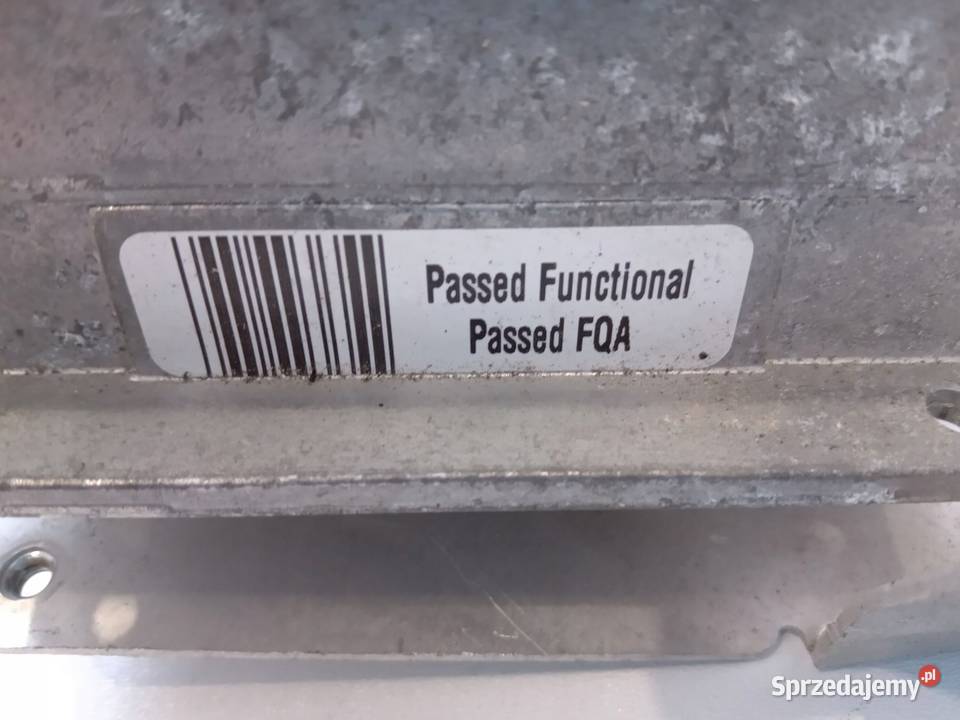 Passed Functional
Passed FQA
Sprzedajemy.pl